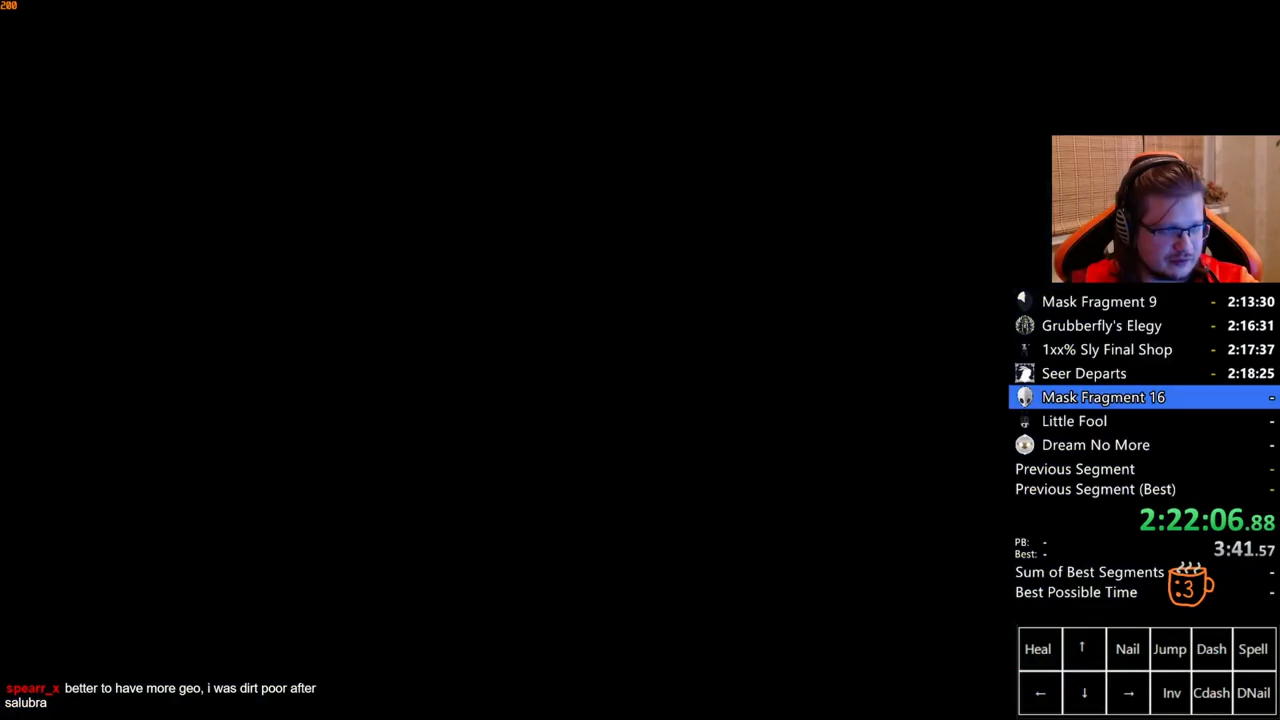 200
Mask Fragment 9 - 2:13:30
Grubberfly's Elegy - 2:16:31
1xx% Sly Final Shop - 2:17:37
Seer Departs - 2:18:25
Mask Fragment 16 -
Little Fool -
Dream No More -
Previous Segment -
Previous Segment (Best) -
2:22:06.88
PB: - 3:41.57
Best: -
Sum of Best Segments -
Best Possible Time -
:3
Heal ↑ Nail Jump Dash Spell
← ↓ → Inv Cdash DNail
spearr_x better to have more geo, i was dirt poor after
salubra